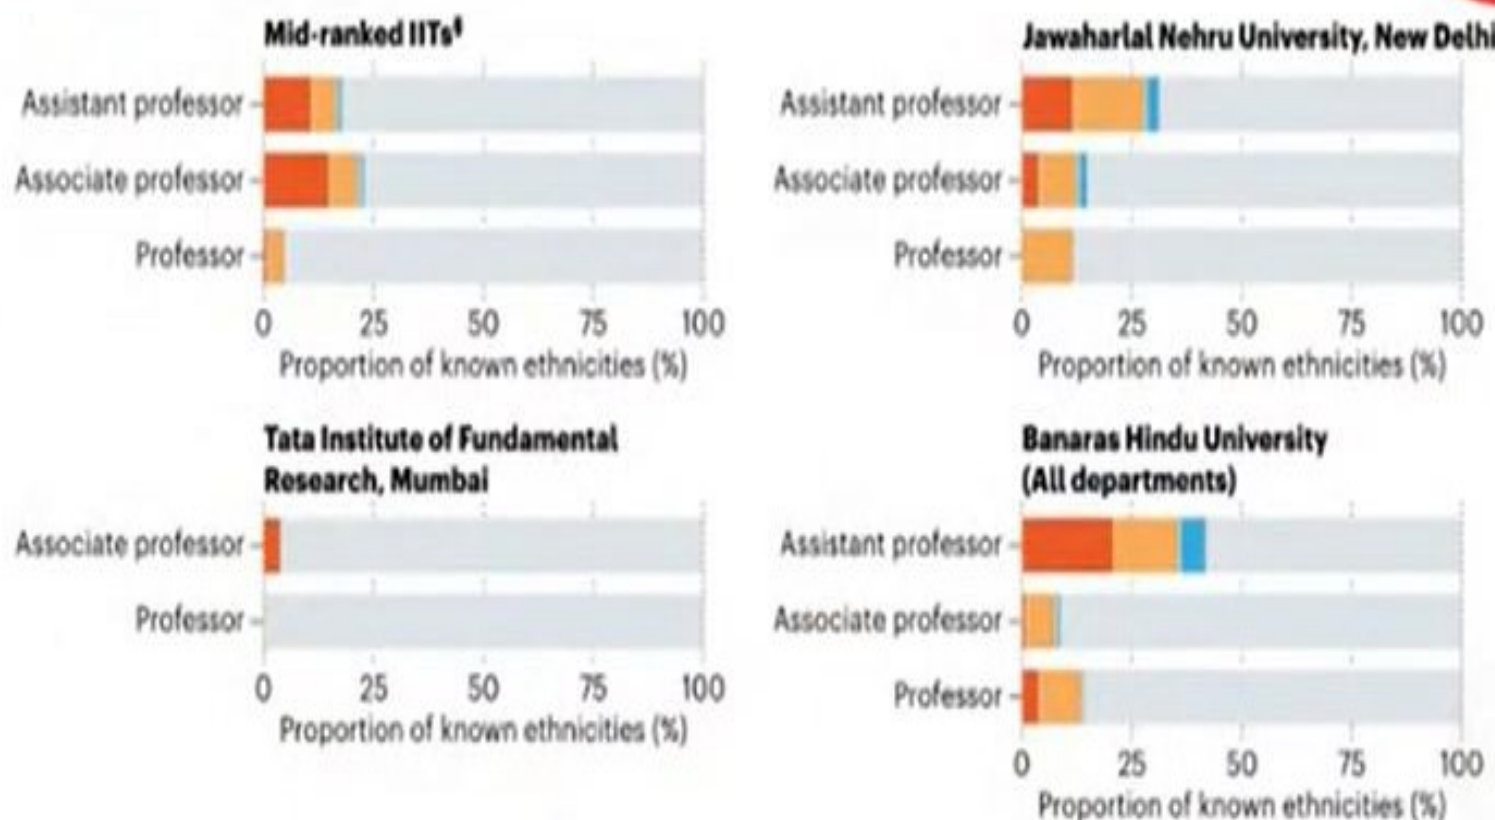 Mid-ranked IITs‡
Assistant professor
Associate professor
Professor
0 25 50 75 100
Proportion of known ethnicities (%)
Jawaharlal Nehru University, New Delhi
Assistant professor
Associate professor
Professor
0 25 50 75 100
Proportion of known ethnicities (%)
Tata Institute of Fundamental
Research, Mumbai
Associate professor
Professor
0 25 50 75 100
Proportion of known ethnicities (%)
Banaras Hindu University
(All departments)
Assistant professor
Associate professor
Professor
0 25 50 75 100
Proportion of known ethnicities (%)